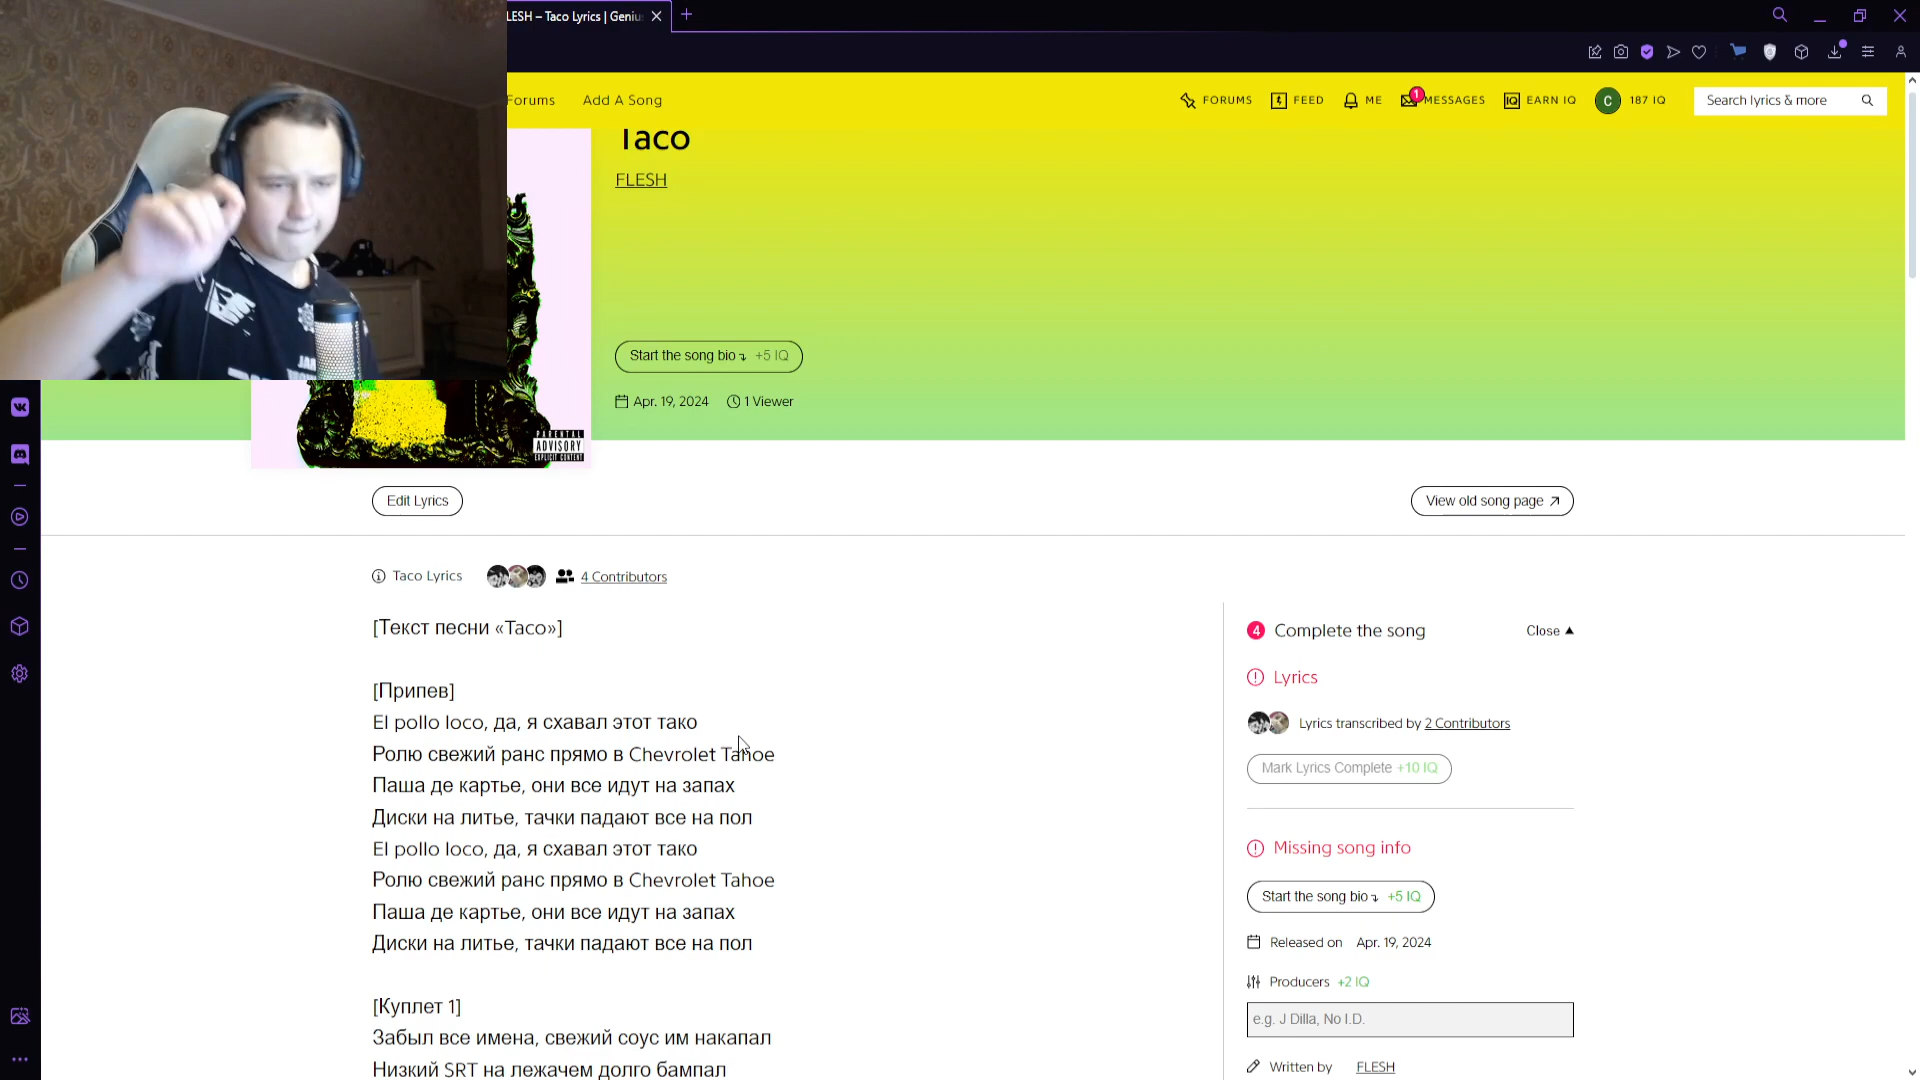 LESH – Taco Lyrics | Geniu
Forums
Add A Song
FORUMS
FEED
ME
1
MESSAGES
IQ
EARN IQ
C
187 IQ
Search lyrics & more
Taco
FLESH
Start the song bio +5 IQ
Apr. 19, 2024
1 Viewer
PARENTAL
ADVISORY
EXPLICIT CONTENT
Edit Lyrics
View old song page
Taco Lyrics
4 Contributors
[Текст песни «Taco»]
[Припев]
El pollo loco, да, я схавал этот тако
Ролю свежий ранс прямо в Chevrolet Tahoe
Паша де картье, они все идут на запах
Диски на литье, тачки падают все на пол
El pollo loco, да, я схавал этот тако
Ролю свежий ранс прямо в Chevrolet Tahoe
Паша де картье, они все идут на запах
Диски на литье, тачки падают все на пол
[Куплет 1]
Забыл все имена, свежий соус им накапал
Низкий SRT на лежачем долго бампал
4 Complete the song
Close
Lyrics
Lyrics transcribed by 2 Contributors
Mark Lyrics Complete +10 IQ
Missing song info
Start the song bio +5 IQ
Released on Apr. 19, 2024
Producers +2 IQ
e.g. J Dilla, No I.D.
Written by FLESH